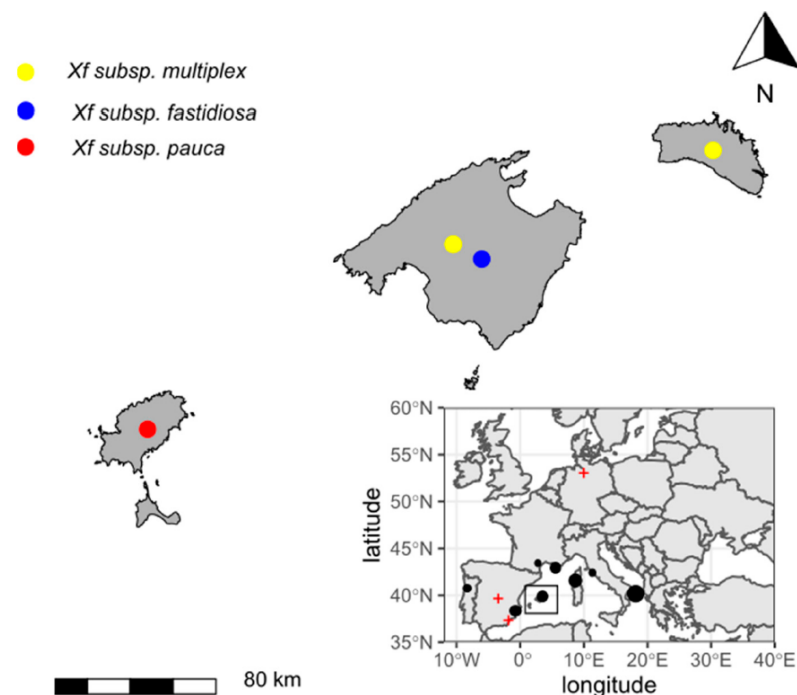 Xf subsp. multiplex
Xf subsp. fastidiosa
Xf subsp. pauca
N
60°N
55°N
50°N
45°N
40°N
35°N
latitude
10°W 0° 10°E 20°E 30°E 40°E
longitude
80 km